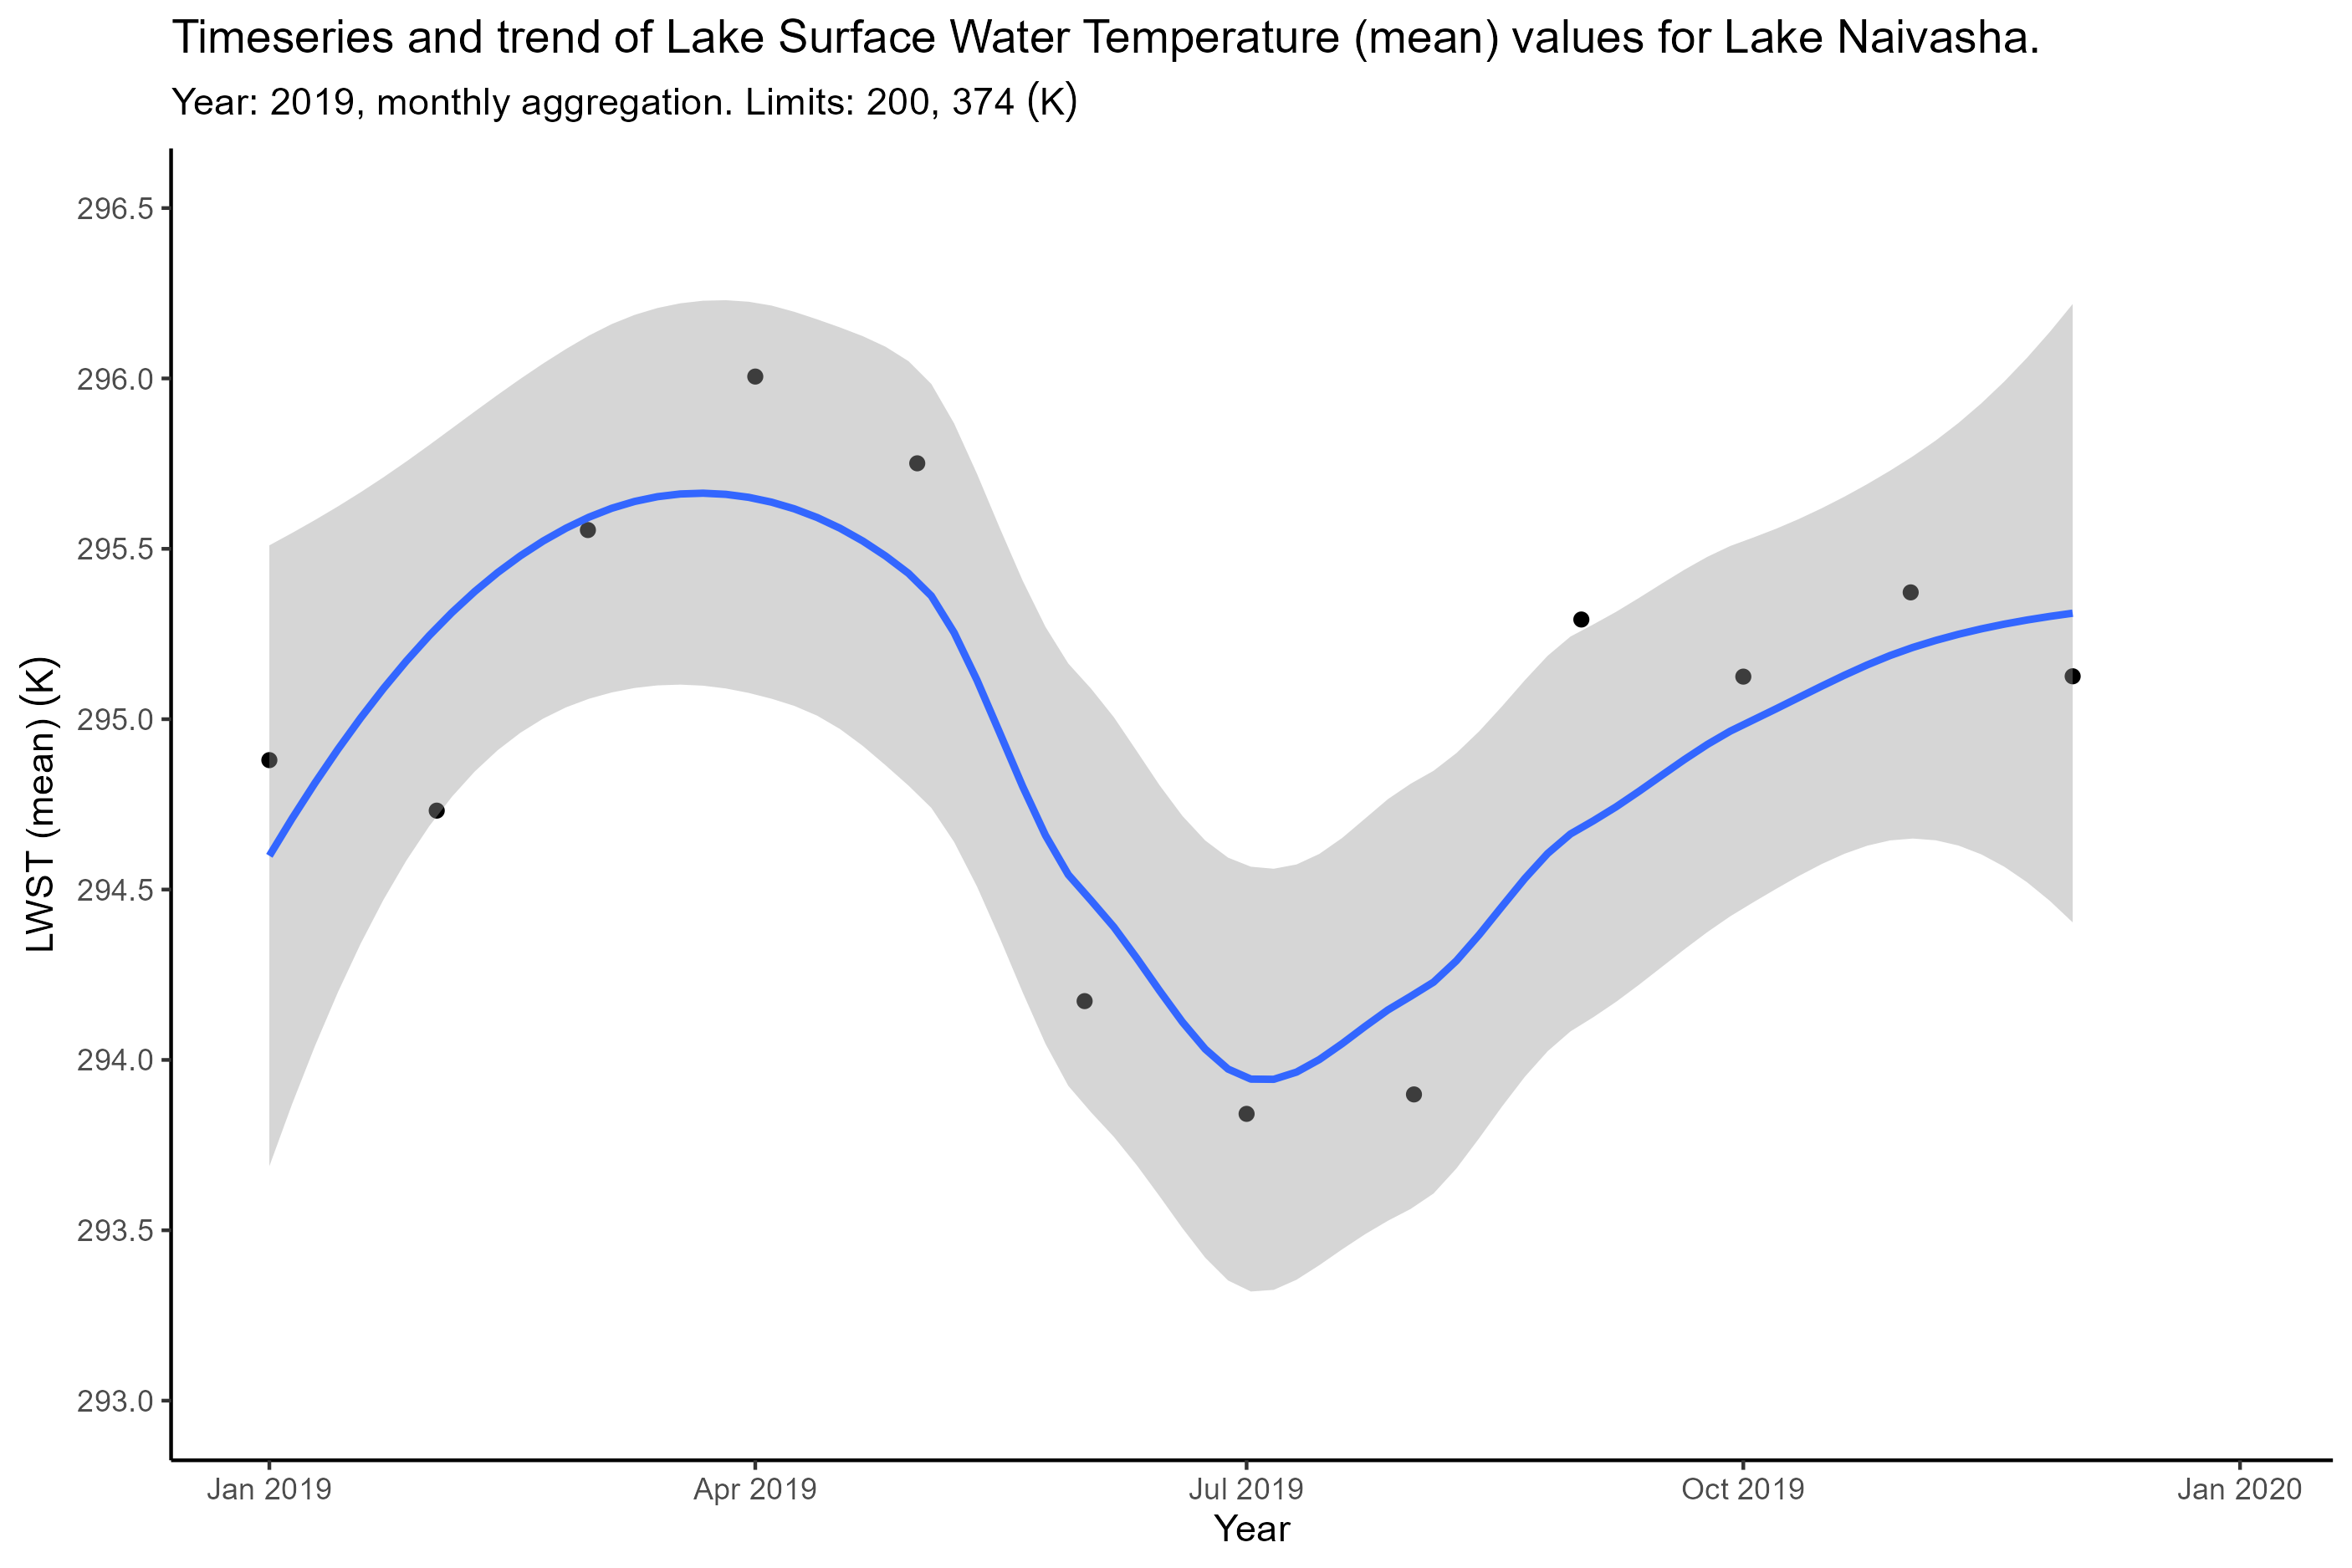 Timeseries and trend of Lake Surface Water Temperature (mean) values for Lake Naivasha.
Year: 2019, monthly aggregation. Limits: 200, 374 (K)
LWST (mean) (K)
296.5
296.0
295.5
295.0
294.5
294.0
293.5
293.0
Jan 2019 Apr 2019 Jul 2019 Oct 2019 Jan 2020
Year